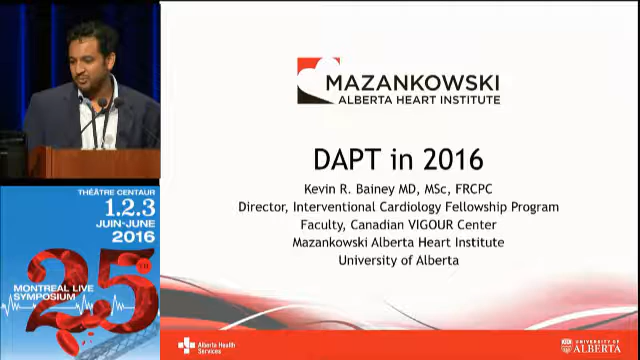 MAZANKOWSKI
ALBERTA HEART INSTITUTE
DAPT in 2016
Kevin R. Bainey MD, MSc, FRCPC
Director, Interventional Cardiology Fellowship Program
Faculty, Canadian VIGOUR Center
Mazankowski Alberta Heart Institute
University of Alberta
THÉÂTRE CENTAUR
1.2.3
JUIN-JUNE
2016
25TH
MONTREAL LIVE
SYMPOSIUM
Alberta Health
Services
UNIVERSITY OF
ALBERTA